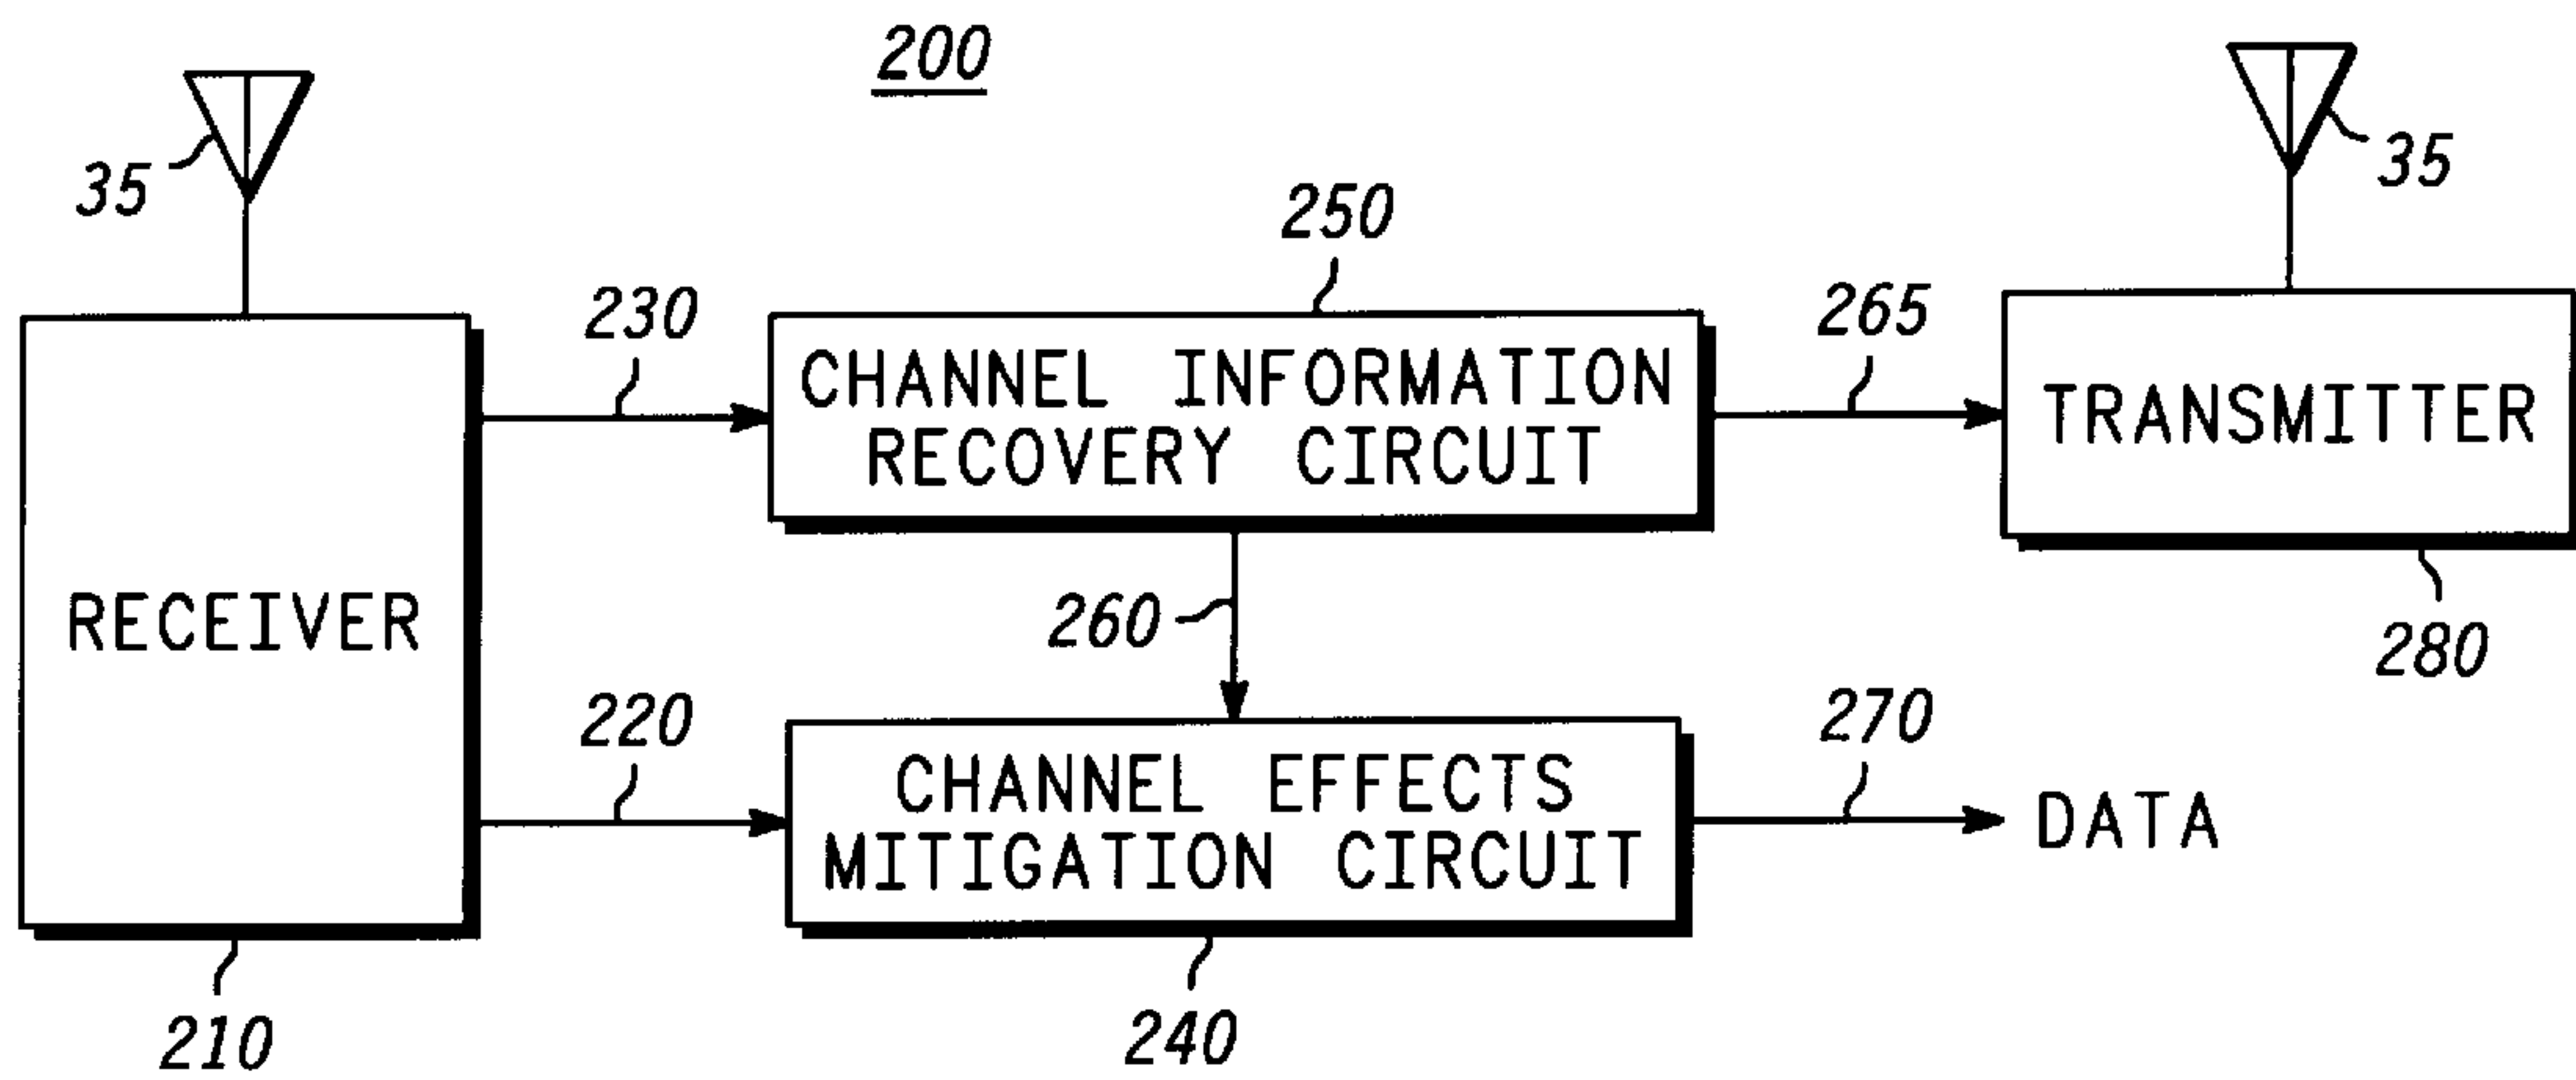 200
35
35
250
230
265
CHANNEL INFORMATION
RECOVERY CIRCUIT
TRANSMITTER
RECEIVER
260
280
220
270
CHANNEL EFFECTS
MITIGATION CIRCUIT
DATA
210
240